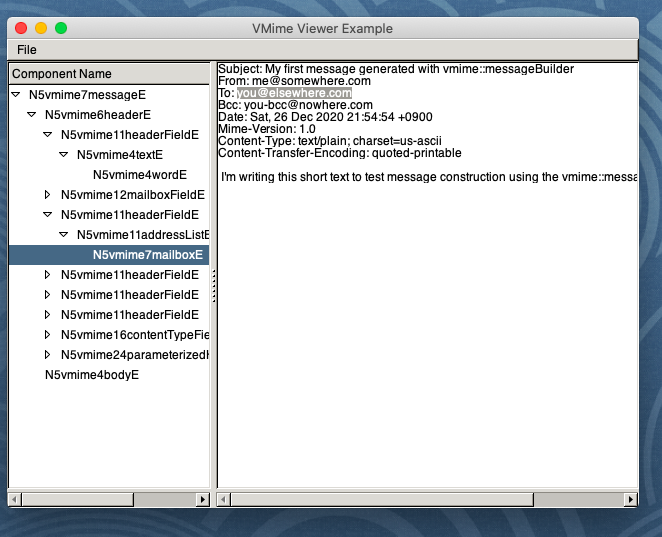 VMime Viewer Example
File
Component Name
N5vmime7messageE
N5vmime6headerE
N5vmime11headerFieldE
N5vmime4textE
N5vmime4wordE
N5vmime12mailboxFieldE
N5vmime11headerFieldE
N5vmime11addressListE
N5vmime7mailboxE
N5vmime11headerFieldE
N5vmime11headerFieldE
N5vmime11headerFieldE
N5vmime16contentTypeFie
N5vmime24parameterizedH
N5vmime4bodyE
Subject: My first message generated with vmime::messageBuilder
From: me@somewhere.com
To: you@elsewhere.com
Bcc: you-bcc@nowhere.com
Date: Sat, 26 Dec 2020 21:54:54 +0900
Mime-Version: 1.0
Content-Type: text/plain; charset=us-ascii
Content-Transfer-Encoding: quoted-printable
I'm writing this short text to test message construction using the vmime::messa